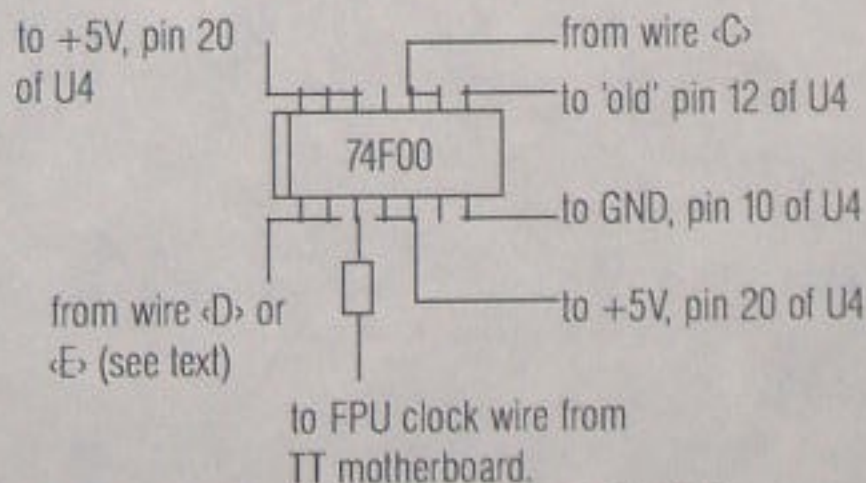 to +5V, pin 20
of U4
from wire ‹C›
to 'old' pin 12 of U4
74F00
to GND, pin 10 of U4
from wire ‹D› or
‹E› (see text)
to +5V, pin 20 of U4
to FPU clock wire from
TT motherboard.